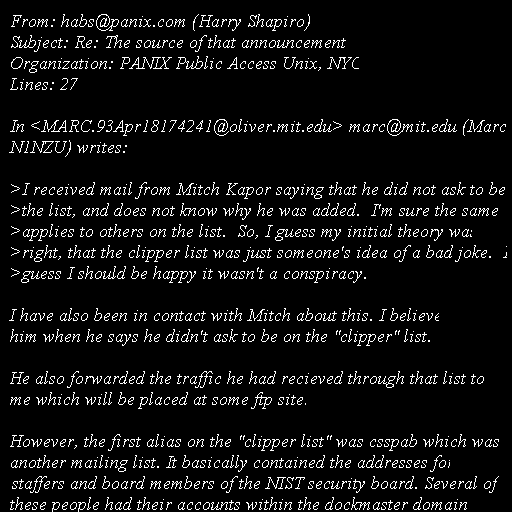 From: habs@panix.com (Harry Shapiro)
Subject: Re: The source of that announcement
Organization: PANIX Public Access Unix, NYC
Lines: 27

In <MARC.93Apr18174241@oliver.mit.edu> marc@mit.edu (Marc
N1NZU) writes:

>I received mail from Mitch Kapor saying that he did not ask to be
>the list, and does not know why he was added.  I'm sure the same
>applies to others on the list.  So, I guess my initial theory was
>right, that the clipper list was just someone's idea of a bad joke.
>guess I should be happy it wasn't a conspiracy.

I have also been in contact with Mitch about this. I believe
him when he says he didn't ask to be on the "clipper" list.

He also forwarded the traffic he had recieved through that list to
me which will be placed at some ftp site.

However, the first alias on the "clipper list" was csspab which was
another mailing list. It basically contained the addresses for
staffers and board members of the NIST security board. Several of
these people had their accounts within the dockmaster domain